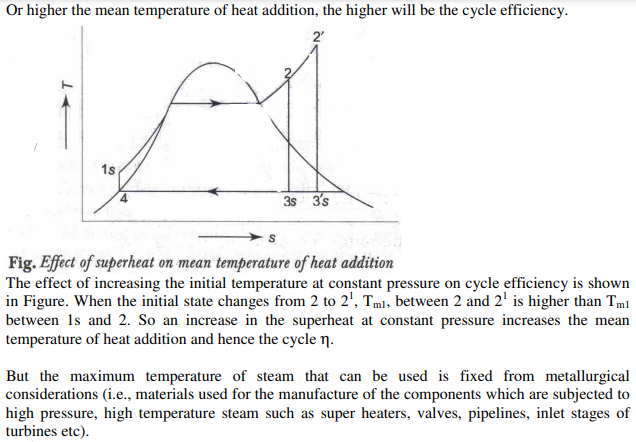 Or higher the mean temperature of heat addition, the higher will be the cycle efficiency.
2'
2
T
1s
4
3s 3's
s
Fig. Effect of superheat on mean temperature of heat addition
The effect of increasing the initial temperature at constant pressure on cycle efficiency is shown
in Figure. When the initial state changes from 2 to 2¹, Tm1, between 2 and 2¹ is higher than Tm1
between 1s and 2. So an increase in the superheat at constant pressure increases the mean
temperature of heat addition and hence the cycle η.
But the maximum temperature of steam that can be used is fixed from metallurgical
considerations (i.e., materials used for the manufacture of the components which are subjected to
high pressure, high temperature steam such as super heaters, valves, pipelines, inlet stages of
turbines etc).